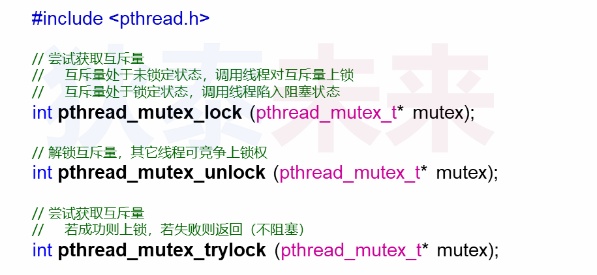 #include <pthread.h>
// 尝试获取互斥量
//   互斥量处于未锁定状态，调用线程对互斥量上锁
//   互斥量处于锁定状态，调用线程陷入阻塞状态
int pthread_mutex_lock (pthread_mutex_t* mutex);
// 解锁互斥量，其它线程可竞争上锁权
int pthread_mutex_unlock (pthread_mutex_t* mutex);
// 尝试获取互斥量
//   若成功则上锁，若失败则返回（不阻塞）
int pthread_mutex_trylock (pthread_mutex_t* mutex);
狄泰未来